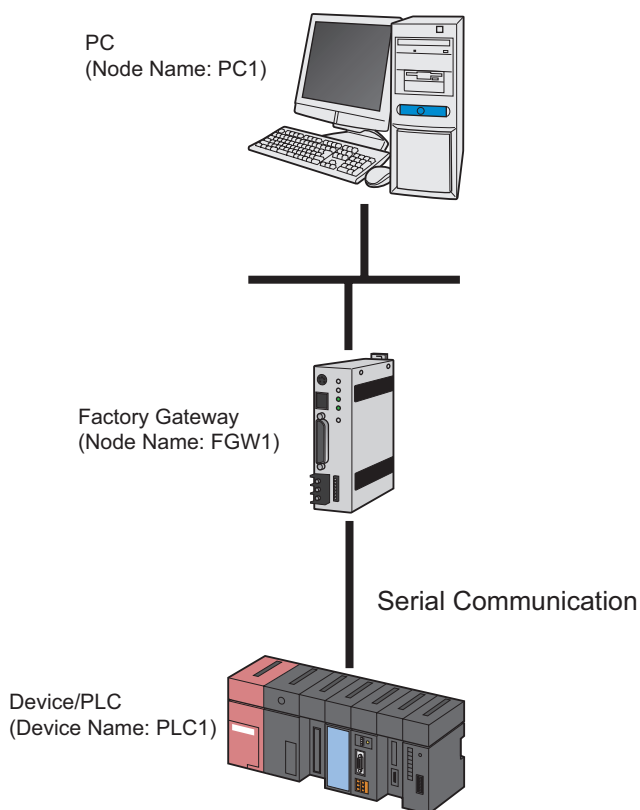 PC
(Node Name: PC1)
Factory Gateway
(Node Name: FGW1)
Serial Communication
Device/PLC
(Device Name: PLC1)